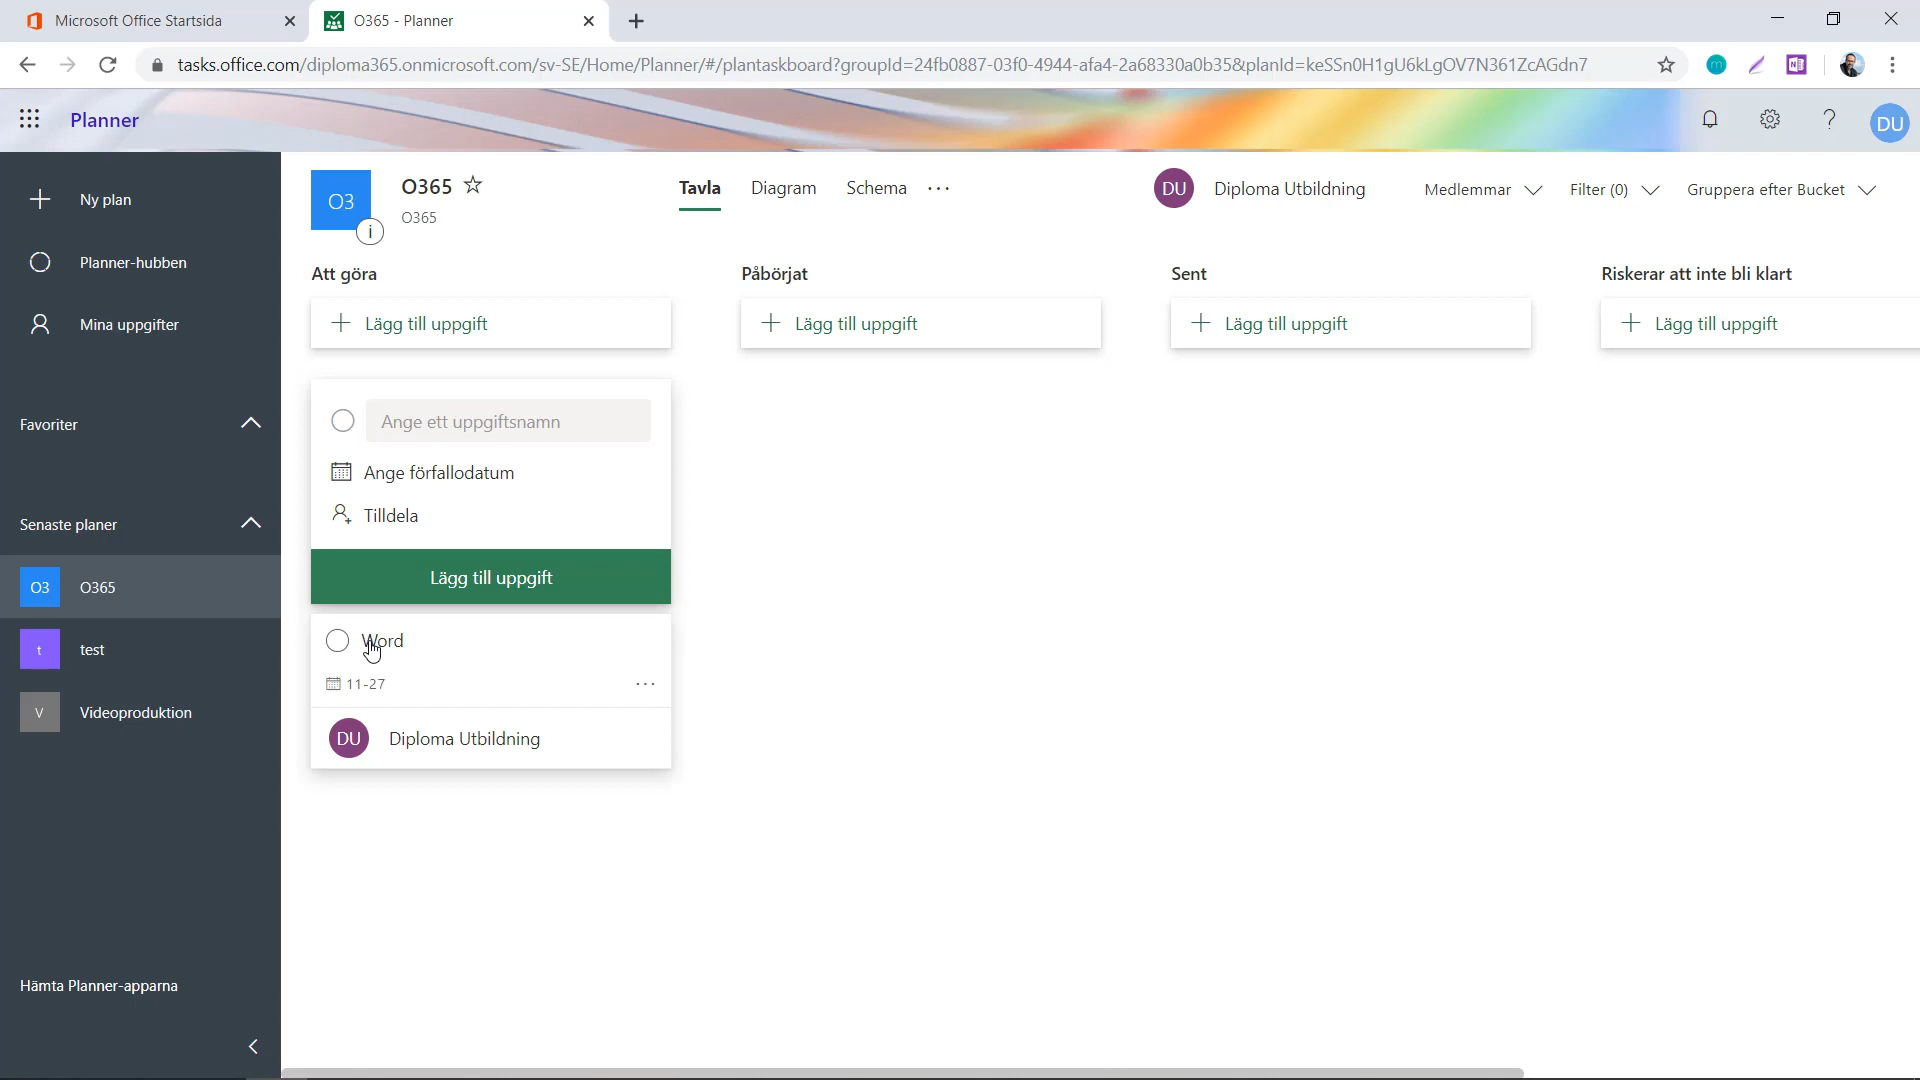 Microsoft Office Startsida
O365 - Planner
tasks.office.com/diploma365.onmicrosoft.com/sv-SE/Home/Planner/#/plantaskboard?groupId=24fb0887-03f0-4944-afa4-2a68330a0b35&planId=keSSn0H1gU6kLgOV7N361ZcAGdn7
m
N
Planner
?
DU
Ny plan
Planner-hubben
Mina uppgifter
Favoriter
Senaste planer
O3
O365
t
test
V
Videoproduktion
Hämta Planner-apparna
O3
i
O365
O365
Tavla
Diagram
Schema
...
DU
Diploma Utbildning
Medlemmar
Filter (0)
Gruppera efter Bucket
Att göra
Lägg till uppgift
Ange ett uppgiftsnamn
Ange förfallodatum
Tilldela
Lägg till uppgift
Word
11-27
...
DU
Diploma Utbildning
Påbörjat
Lägg till uppgift
Sent
Lägg till uppgift
Riskerar att inte bli klart
Lägg till uppgift